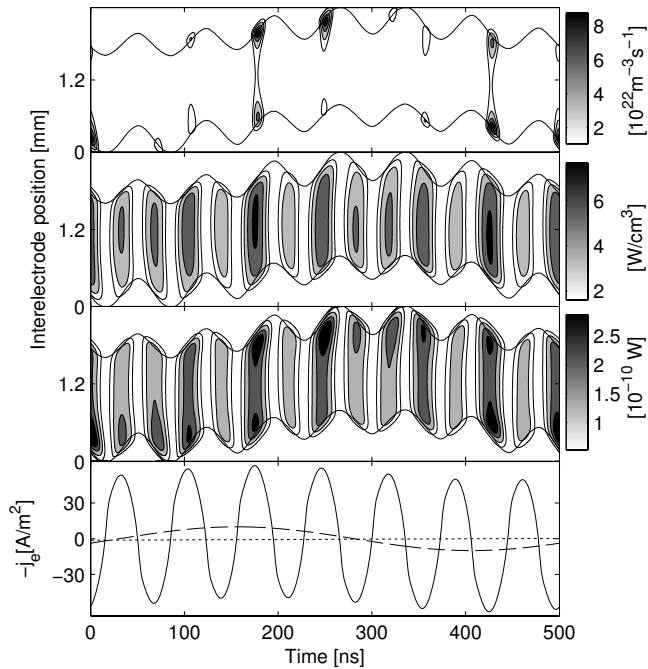 8
6
4
2
[10²²m⁻³s⁻¹]
1.2
0
6
4
2
[W/cm³]
1.2
0
2.5
2
1.5
1
[10⁻¹⁰ W]
1.2
0
Interelectrode position [mm]
30
0
−30
−jₑ[A/m²]
0 100 200 300 400 500
Time [ns]